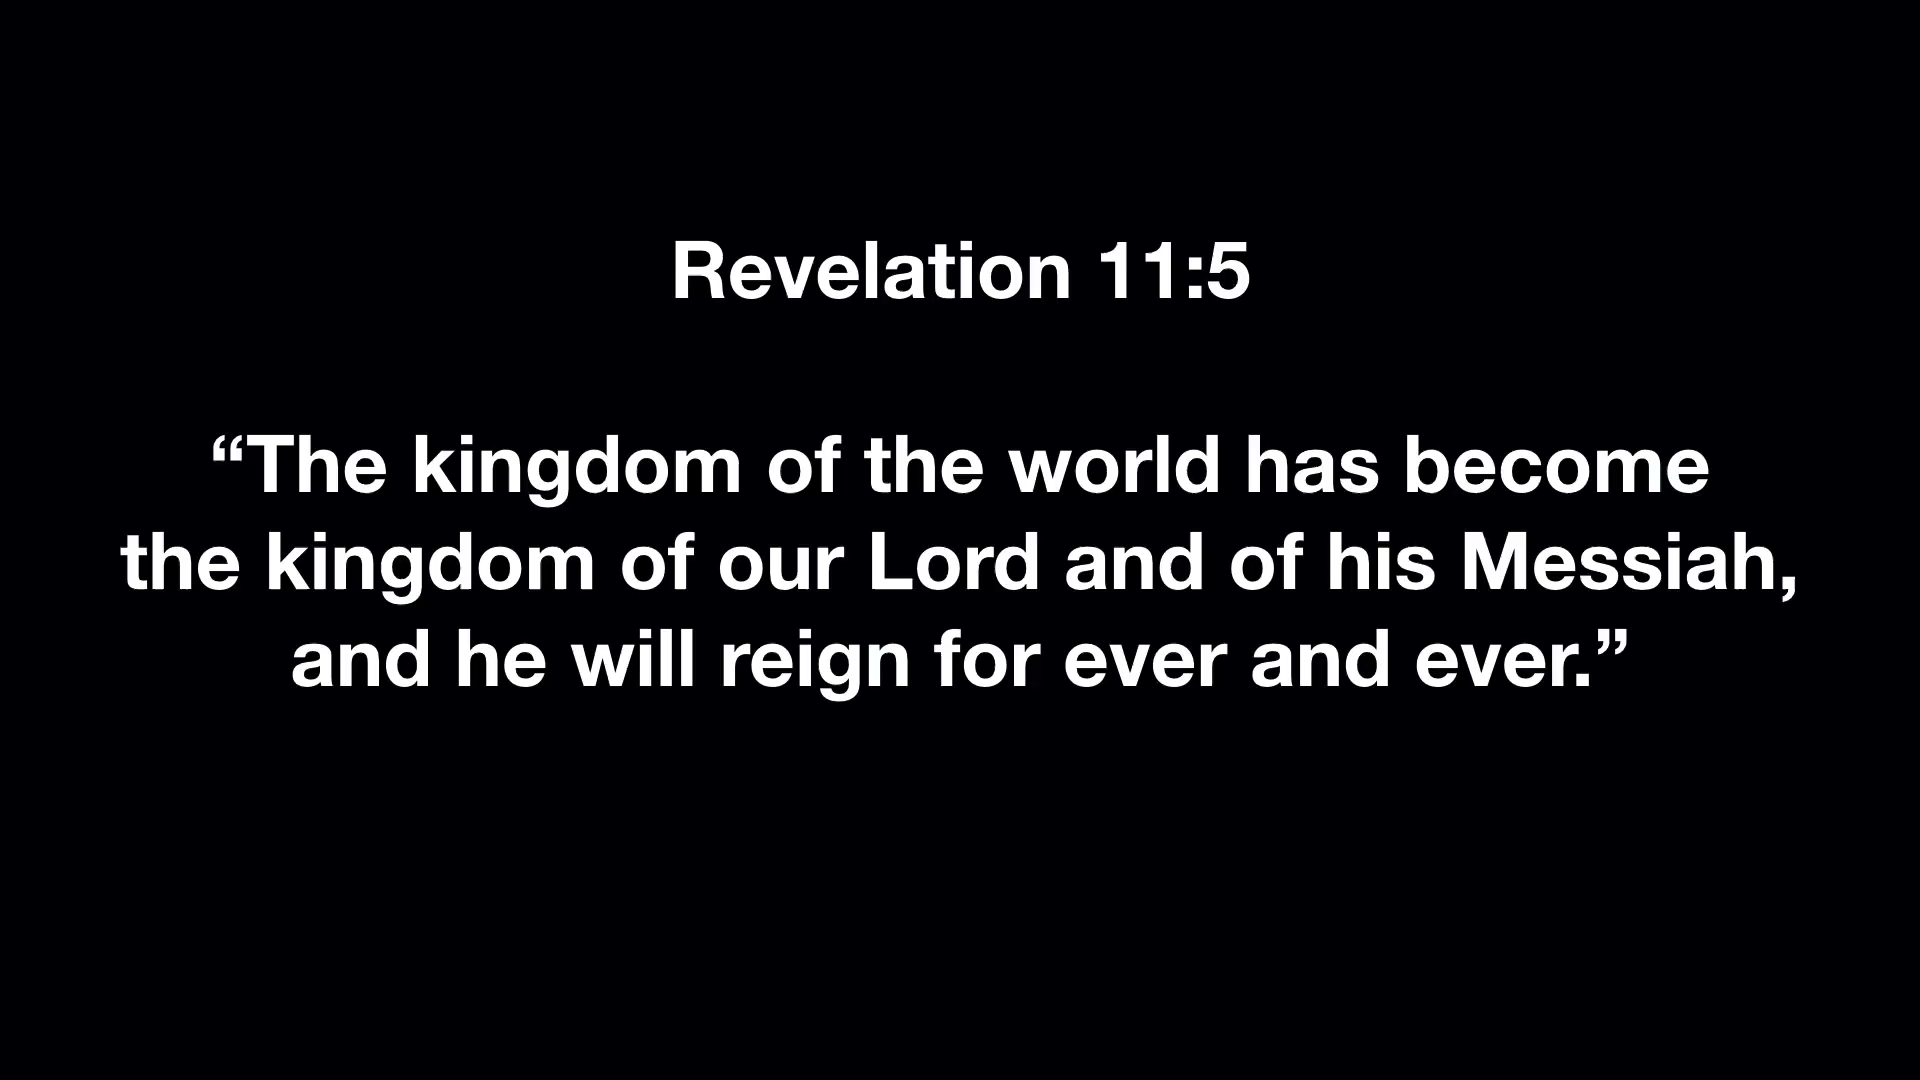 Revelation 11:5
“The kingdom of the world has become
the kingdom of our Lord and of his Messiah,
and he will reign for ever and ever.”